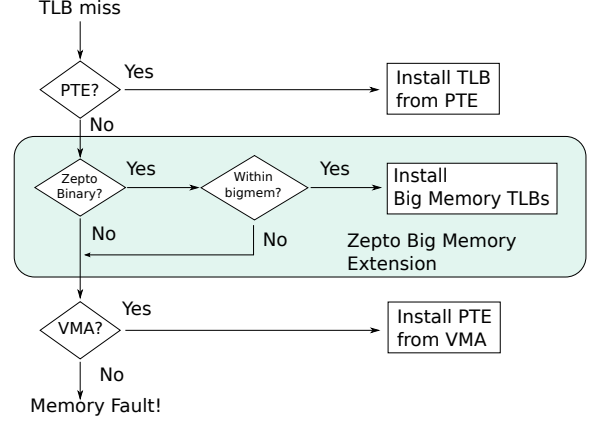 TLB miss
Yes
PTE?
Install TLB
from PTE
No
Zepto
Binary?
Yes
Within
bigmem?
Yes
Install
Big Memory TLBs
No
No
Zepto Big Memory
Extension
Yes
VMA?
Install PTE
from VMA
No
Memory Fault!